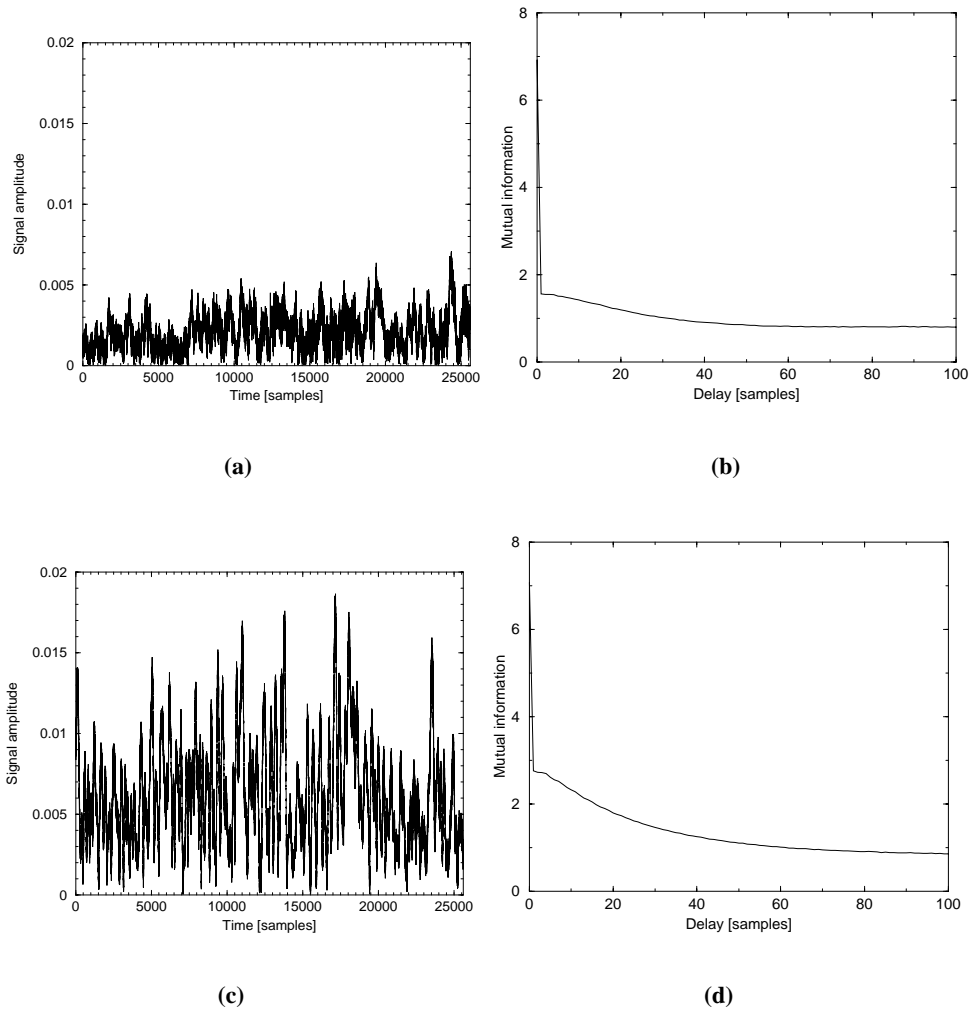 0.02
0.015
0.01
0.005
0
Signal amplitude
0 5000 10000 15000 20000 25000
Time [samples]
(a)
8
6
4
2
0
Mutual information
0 20 40 60 80 100
Delay [samples]
(b)
0.02
0.015
0.01
0.005
0
Signal amplitude
0 5000 10000 15000 20000 25000
Time [samples]
(c)
8
6
4
2
0
Mutual information
0 20 40 60 80 100
Delay [samples]
(d)